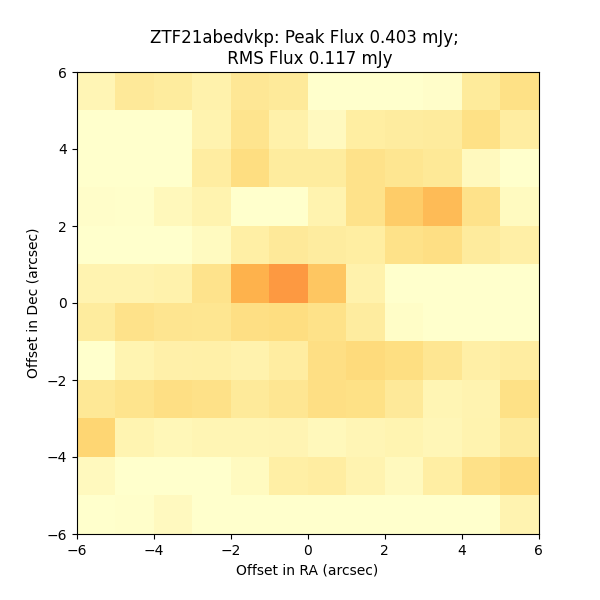 ZTF21abedvkp: Peak Flux 0.403 mJy;
RMS Flux 0.117 mJy
6
4
2
0
−2
−4
−6
Offset in Dec (arcsec)
−6 −4 −2 0 2 4 6
Offset in RA (arcsec)